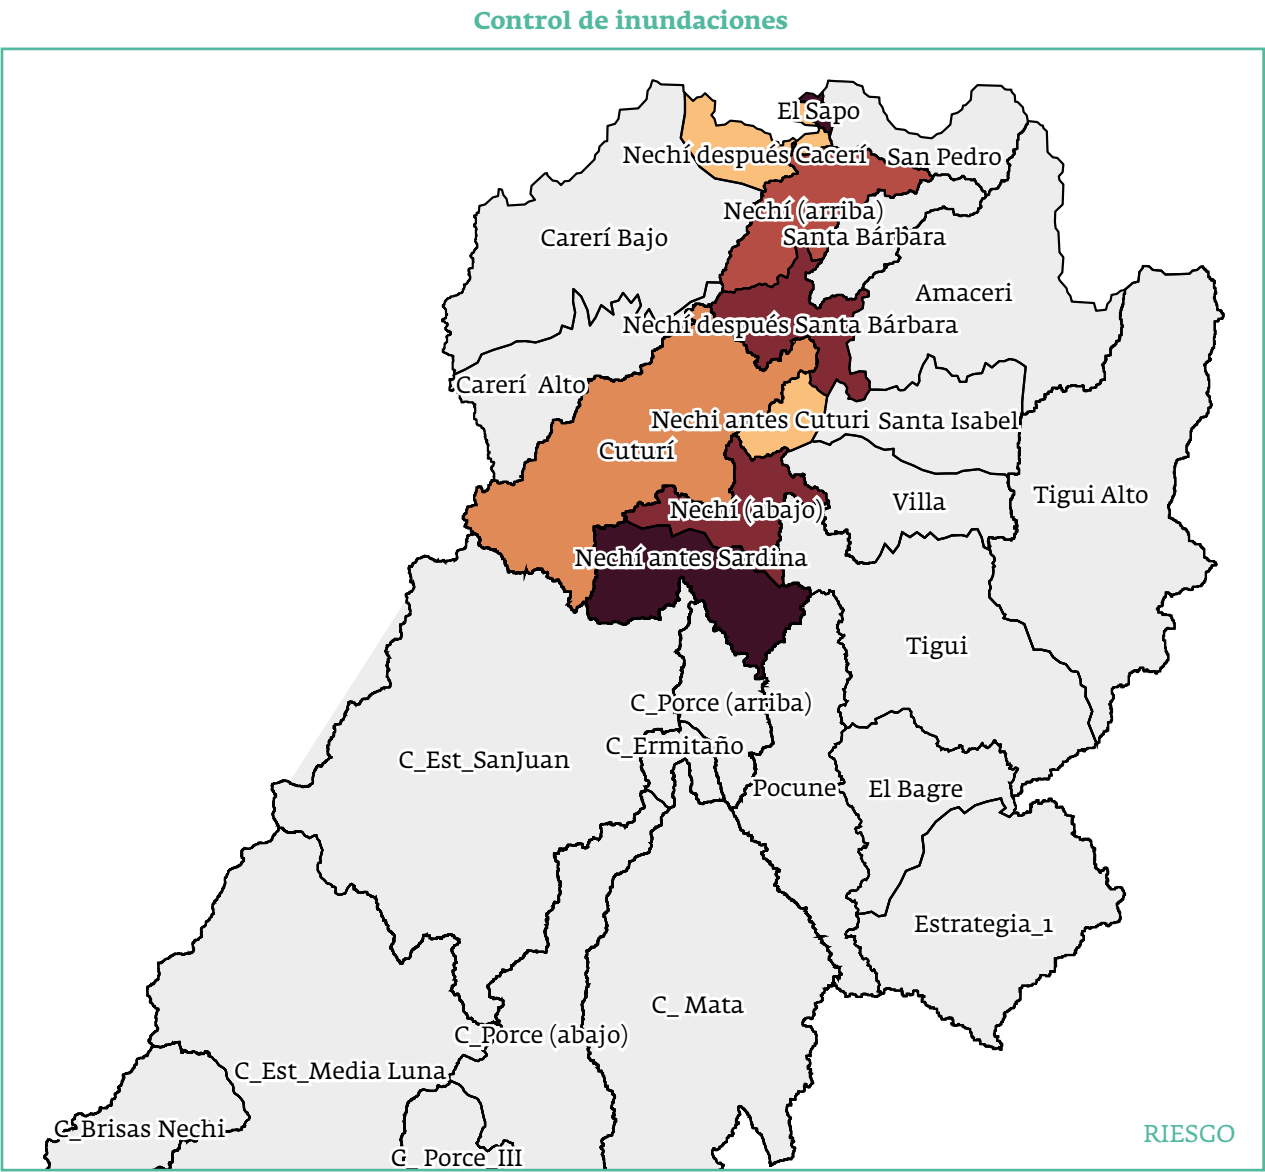 Control de inundaciones
El Sapo
Nechí después Cacerí
San Pedro
Nechí (arriba)
Carerí Bajo
Santa Bárbara
Amaceri
Nechí después Santa Bárbara
Carerí Alto
Nechi antes Cuturi
Santa Isabel
Cuturí
Tigui Alto
Villa
Nechí (abajo)
Nechí antes Sardina
Tigui
C_Porce (arriba)
C_Ermitaño
C_Est_SanJuan
Pocune
El Bagre
Estrategia_1
C_ Mata
C_Porce (abajo)
C_Est_Media Luna
C_Brisas Nechi
RIESGO
C_ Porce_III